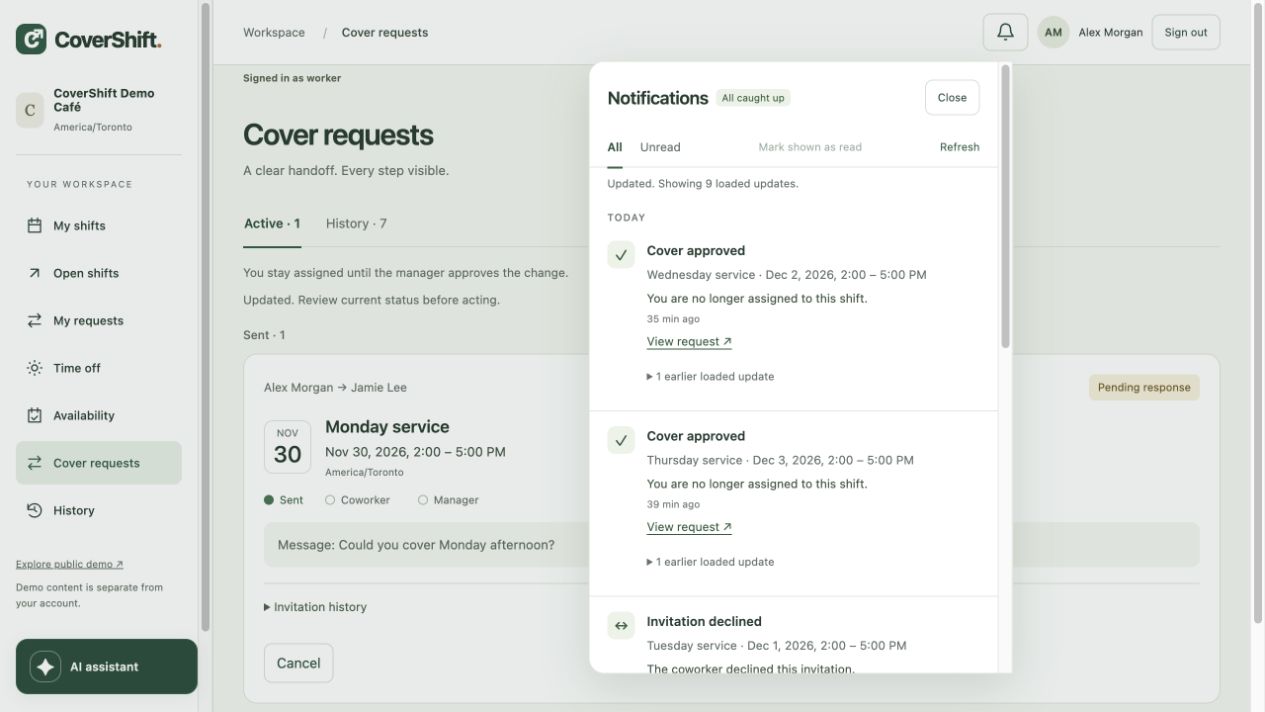 CoverShift.
C
CoverShift Demo
Café
America/Toronto
YOUR WORKSPACE
My shifts
Open shifts
My requests
Time off
Availability
Cover requests
History
Explore public demo ↗
Demo content is separate from
your account.
AI assistant
Workspace / Cover requests
AM Alex Morgan Sign out
Signed in as worker
Cover requests
A clear handoff. Every step visible.
Active · 1 History · 7
You stay assigned until the manager approves the change.
Updated. Review current status before acting.
Sent · 1
Alex Morgan → Jamie Lee
Pending response
NOV
30
Monday service
Nov 30, 2026, 2:00 – 5:00 PM
America/Toronto
Sent Coworker Manager
Message: Could you cover Monday afternoon?
Invitation history
Cancel
Notifications All caught up Close
All Unread Mark shown as read Refresh
Updated. Showing 9 loaded updates.
TODAY
Cover approved
Wednesday service · Dec 2, 2026, 2:00 – 5:00 PM
You are no longer assigned to this shift.
35 min ago
View request ↗
1 earlier loaded update
Cover approved
Thursday service · Dec 3, 2026, 2:00 – 5:00 PM
You are no longer assigned to this shift.
39 min ago
View request ↗
1 earlier loaded update
Invitation declined
Tuesday service · Dec 1, 2026, 2:00 – 5:00 PM
The coworker declined this invitation.